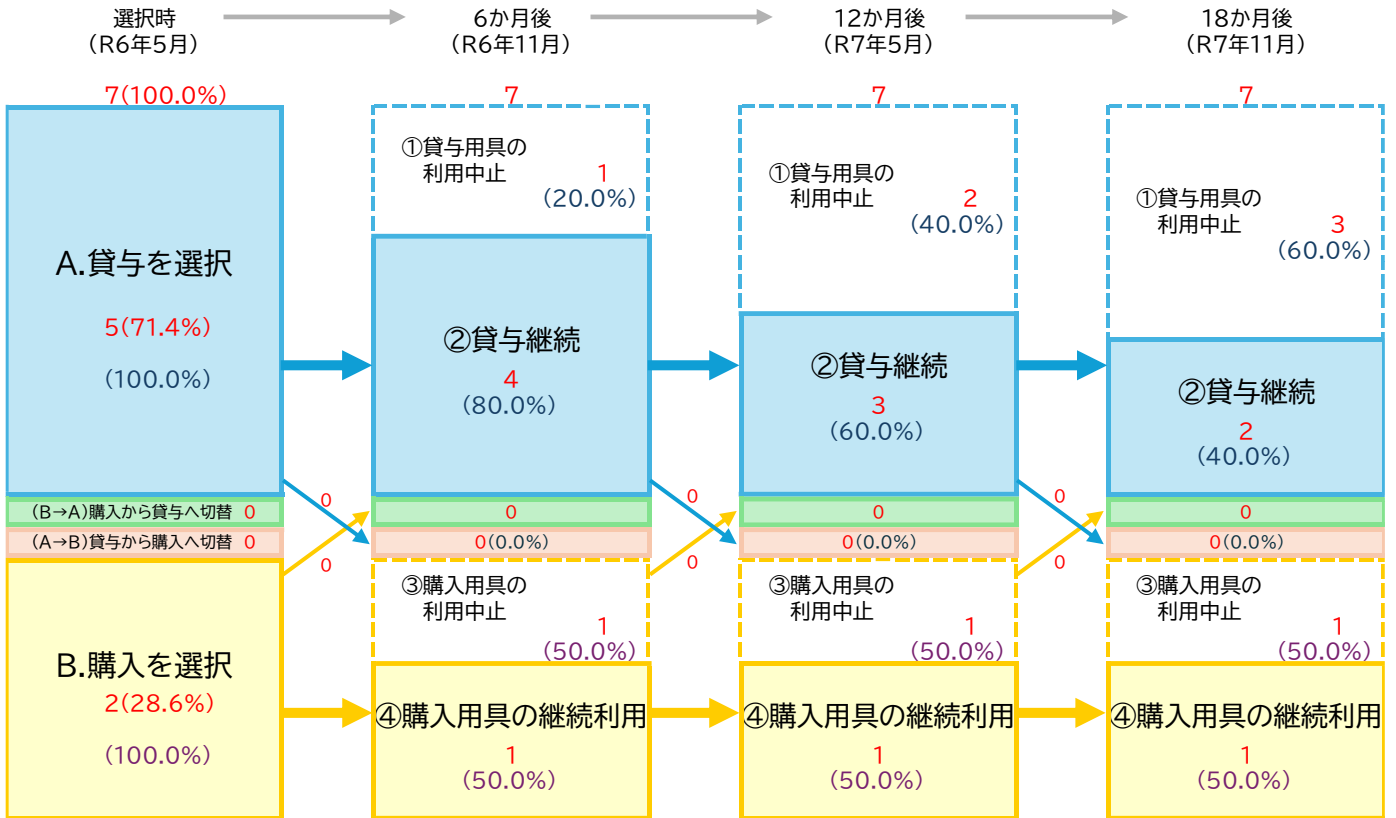 選択時
(R6年5月)
6か月後
(R6年11月)
12か月後
(R7年5月)
18か月後
(R7年11月)
7(100.0%)
7
7
7
A.貸与を選択
5(71.4%)
(100.0%)
①貸与用具の
利用中止
1
(20.0%)
②貸与継続
4
(80.0%)
①貸与用具の
利用中止
2
(40.0%)
②貸与継続
3
(60.0%)
①貸与用具の
利用中止
3
(60.0%)
②貸与継続
2
(40.0%)
(B→A)購入から貸与へ切替 0
0
0
0
0
0
0
(A→B)貸与から購入へ切替 0
0
0(0.0%)
0
0(0.0%)
0
0(0.0%)
B.購入を選択
2(28.6%)
(100.0%)
③購入用具の
利用中止
1
(50.0%)
④購入用具の継続利用
1
(50.0%)
③購入用具の
利用中止
1
(50.0%)
④購入用具の継続利用
1
(50.0%)
③購入用具の
利用中止
1
(50.0%)
④購入用具の継続利用
1
(50.0%)